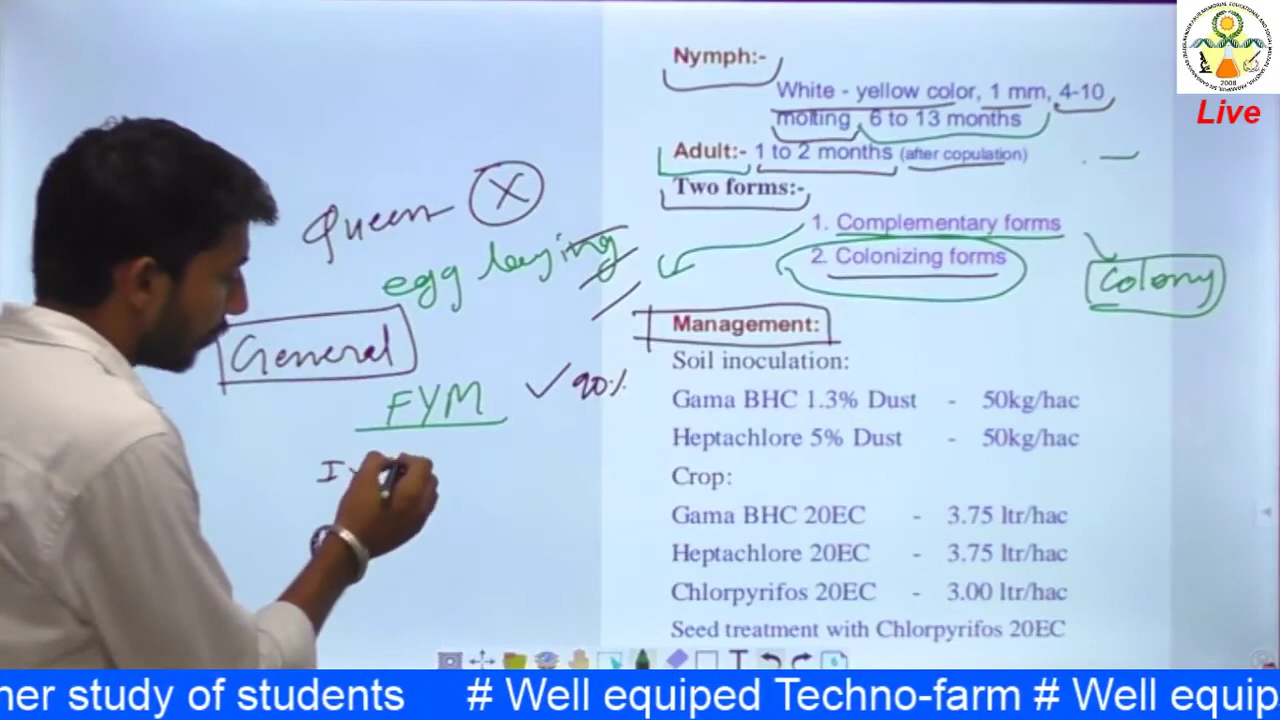 Nymph:-
White - yellow color, 1 mm, 4-10
molting, 6 to 13 months
Adult:- 1 to 2 months (after copulation)
Two forms:-
1. Complementary forms
2. Colonizing forms
Management:
Soil inoculation:
Gama BHC 1.3% Dust - 50kg/hac
Heptachlore 5% Dust - 50kg/hac
Crop:
Gama BHC 20EC - 3.75 ltr/hac
Heptachlore 20EC - 3.75 ltr/hac
Chlorpyrifos 20EC - 3.00 ltr/hac
Seed treatment with Chlorpyrifos 20EC
Queen X
egg laying
General
FYM ✓ 90%
Colony
2008
Live
her study of students # Well equiped Techno-farm # Well equip